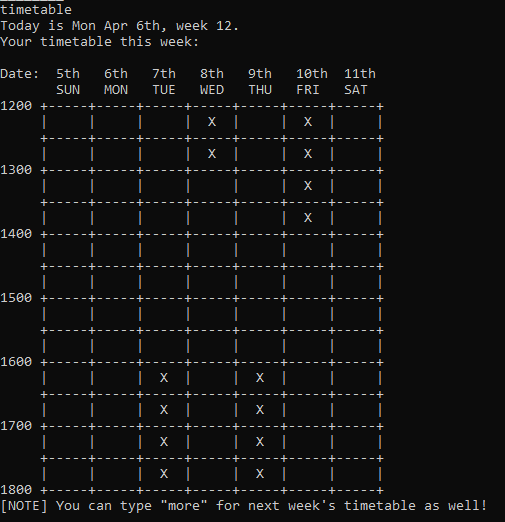 timetable
Today is Mon Apr 6th, week 12.
Your timetable this week:
Date:  5th   6th   7th   8th   9th   10th  11th
       SUN   MON   TUE   WED   THU   FRI   SAT
1200 +-----+-----+-----+-----+-----+-----+-----+
     |     |     |     |  X  |     |  X  |     |
     +-----+-----+-----+-----+-----+-----+-----+
     |     |     |     |  X  |     |  X  |     |
1300 +-----+-----+-----+-----+-----+-----+-----+
     |     |     |     |     |     |  X  |     |
     +-----+-----+-----+-----+-----+-----+-----+
     |     |     |     |     |     |  X  |     |
1400 +-----+-----+-----+-----+-----+-----+-----+
     |     |     |     |     |     |     |     |
     +-----+-----+-----+-----+-----+-----+-----+
     |     |     |     |     |     |     |     |
1500 +-----+-----+-----+-----+-----+-----+-----+
     |     |     |     |     |     |     |     |
     +-----+-----+-----+-----+-----+-----+-----+
     |     |     |     |     |     |     |     |
1600 +-----+-----+-----+-----+-----+-----+-----+
     |     |     |  X  |     |  X  |     |     |
     +-----+-----+-----+-----+-----+-----+-----+
     |     |     |  X  |     |  X  |     |     |
1700 +-----+-----+-----+-----+-----+-----+-----+
     |     |     |  X  |     |  X  |     |     |
     +-----+-----+-----+-----+-----+-----+-----+
     |     |     |  X  |     |  X  |     |     |
1800 +-----+-----+-----+-----+-----+-----+-----+
[NOTE] You can type "more" for next week's timetable as well!